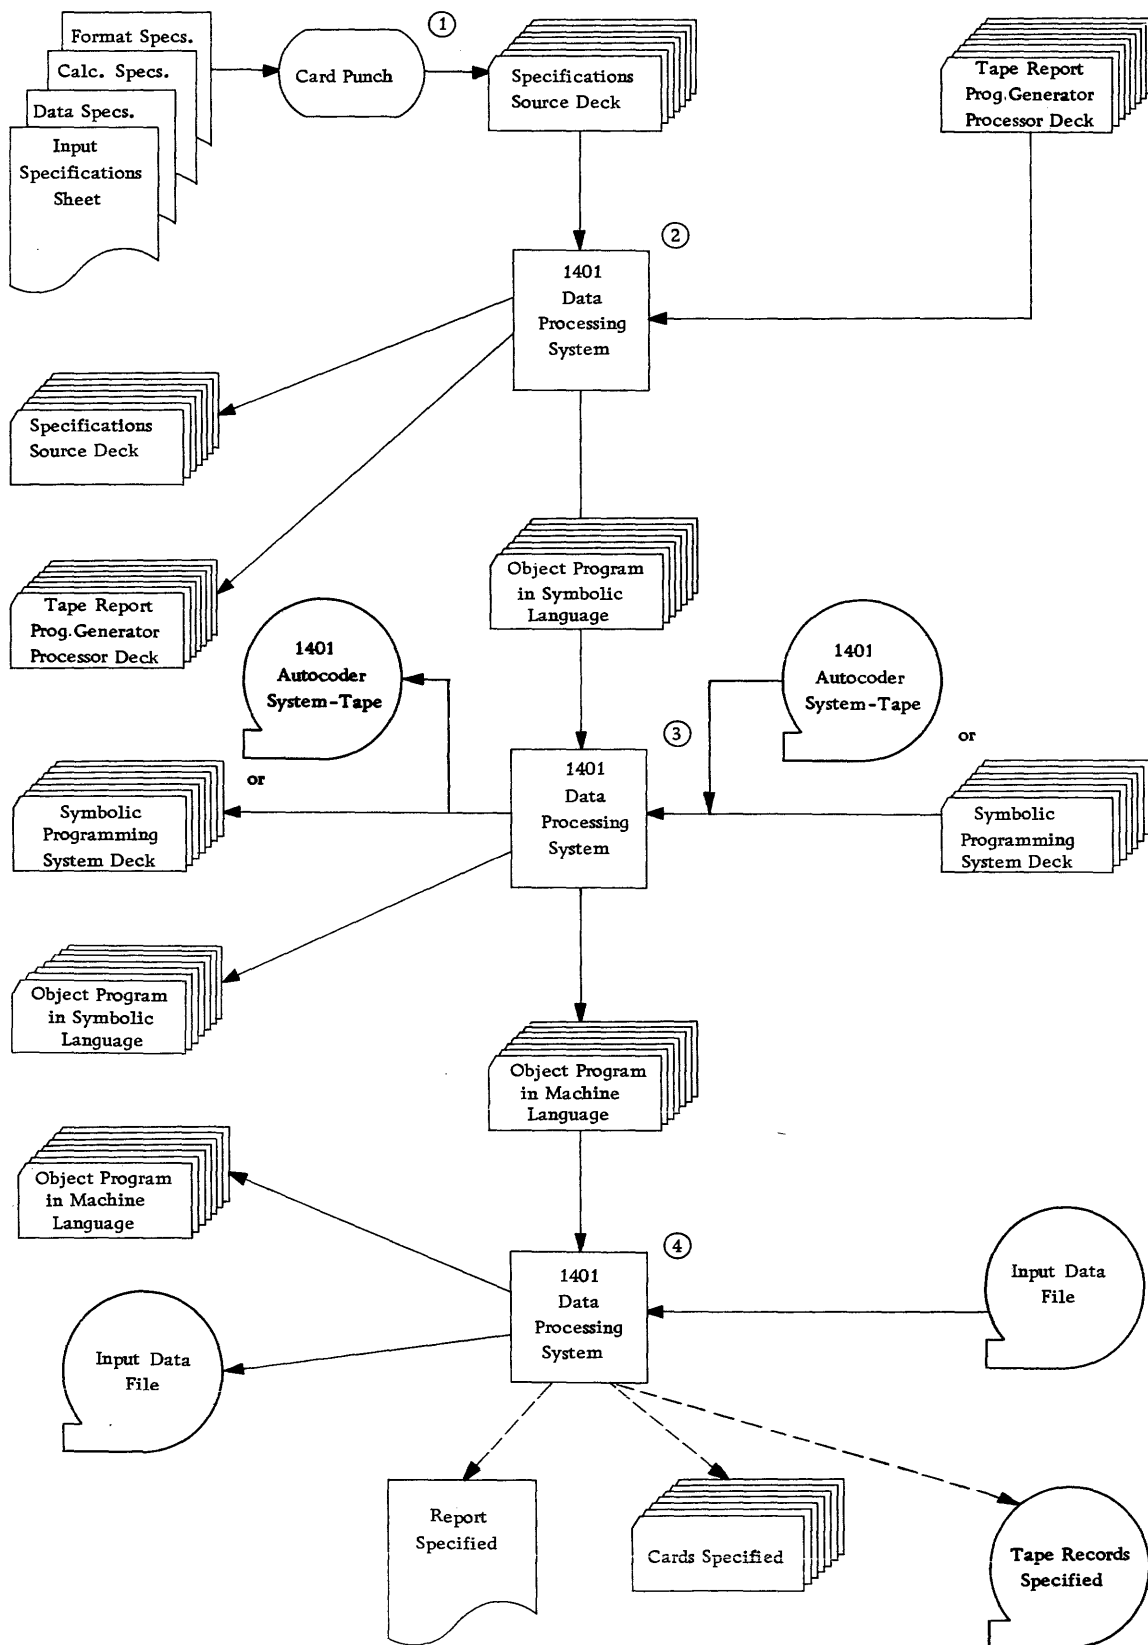 Format Specs.
Calc. Specs.
Data Specs.
Input
Specifications
Sheet
Card Punch
①
Specifications
Source Deck
Tape Report
Prog.Generator
Processor Deck
②
1401
Data
Processing
System
Specifications
Source Deck
Object Program
in Symbolic
Language
Tape Report
Prog.Generator
Processor Deck
1401
Autocoder
System-Tape
or
1401
Autocoder
System-Tape
or
③
1401
Data
Processing
System
Symbolic
Programming
System Deck
Symbolic
Programming
System Deck
Object Program
in Symbolic
Language
Object Program
in Machine
Language
Object Program
in Machine
Language
④
1401
Data
Processing
System
Input Data
File
Input Data
File
Report
Specified
Cards Specified
Tape Records
Specified